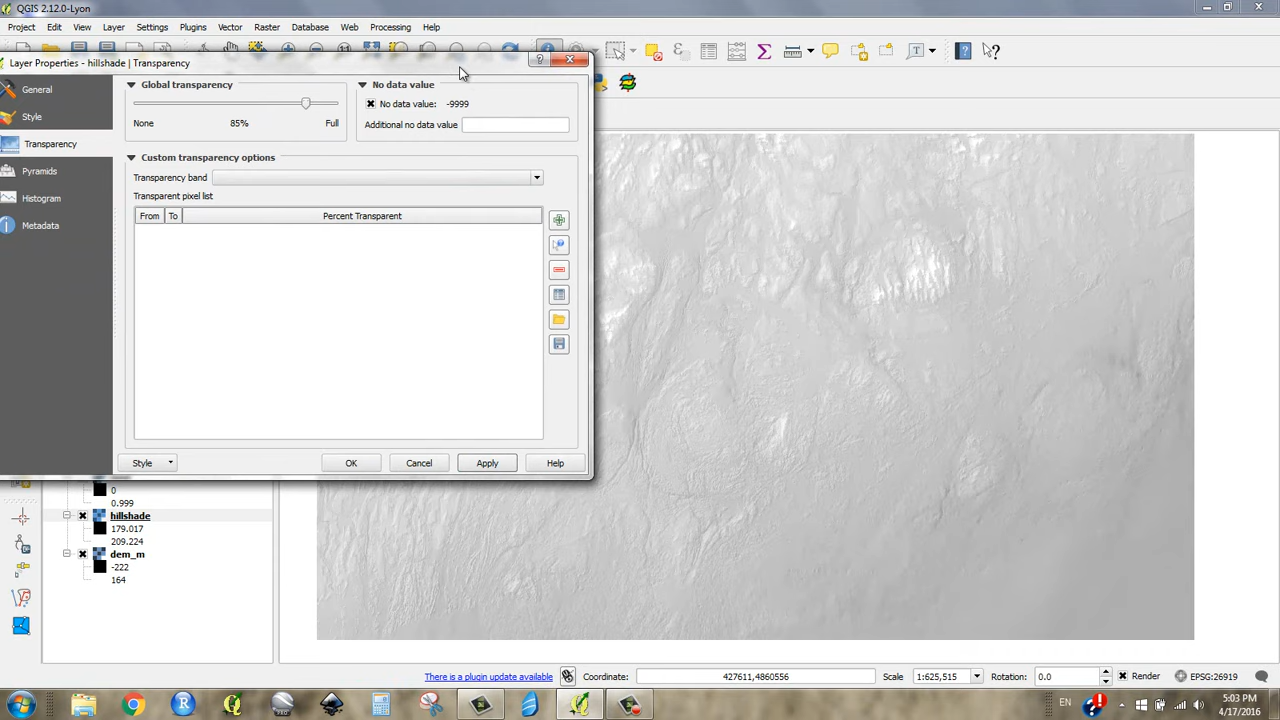 QGIS 2.12.0-Lyon
Project Edit View Layer Settings Plugins Vector Raster Database Web Processing Help
Layer Properties - hillshade | Transparency
General
Style
Transparency
Pyramids
Histogram
Metadata
Global transparency
None 85% Full
No data value
No data value: -9999
Additional no data value
Custom transparency options
Transparency band
Transparent pixel list
From To Percent Transparent
Style OK Cancel Apply Help
0
0.999
hillshade
179.017
209.224
dem_m
-222
164
There is a plugin update available Coordinate: 427611,4860556 Scale 1:625,515 Rotation: 0.0 Render EPSG:26919
EN 5:03 PM
4/17/2016